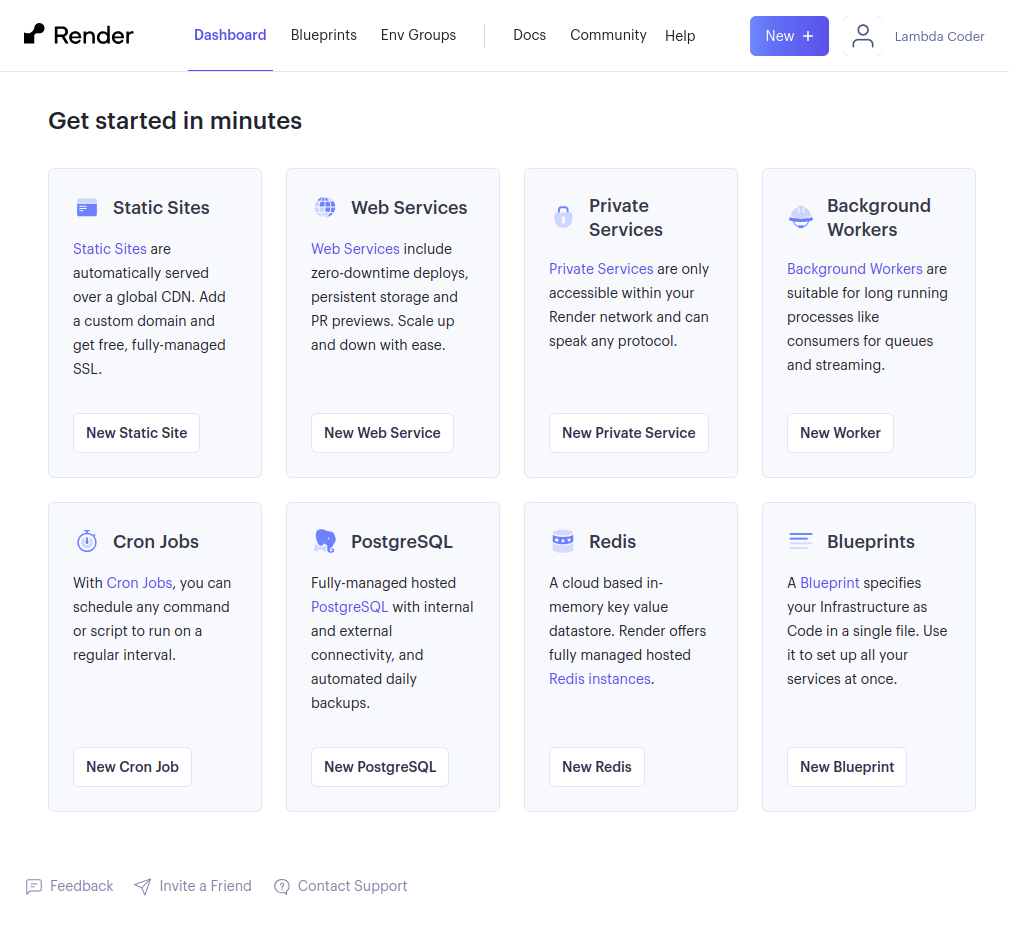 Render Dashboard Blueprints Env Groups Docs Community Help New + Lambda Coder
Get started in minutes
Static Sites
Static Sites are
automatically served
over a global CDN. Add
a custom domain and
get free, fully-managed
SSL.
New Static Site
Web Services
Web Services include
zero-downtime deploys,
persistent storage and
PR previews. Scale up
and down with ease.
New Web Service
Private
Services
Private Services are only
accessible within your
Render network and can
speak any protocol.
New Private Service
Background
Workers
Background Workers are
suitable for long running
processes like
consumers for queues
and streaming.
New Worker
Cron Jobs
With Cron Jobs, you can
schedule any command
or script to run on a
regular interval.
New Cron Job
PostgreSQL
Fully-managed hosted
PostgreSQL with internal
and external
connectivity, and
automated daily
backups.
New PostgreSQL
Redis
A cloud based in-
memory key value
datastore. Render offers
fully managed hosted
Redis instances.
New Redis
Blueprints
A Blueprint specifies
your Infrastructure as
Code in a single file. Use
it to set up all your
services at once.
New Blueprint
Feedback Invite a Friend Contact Support